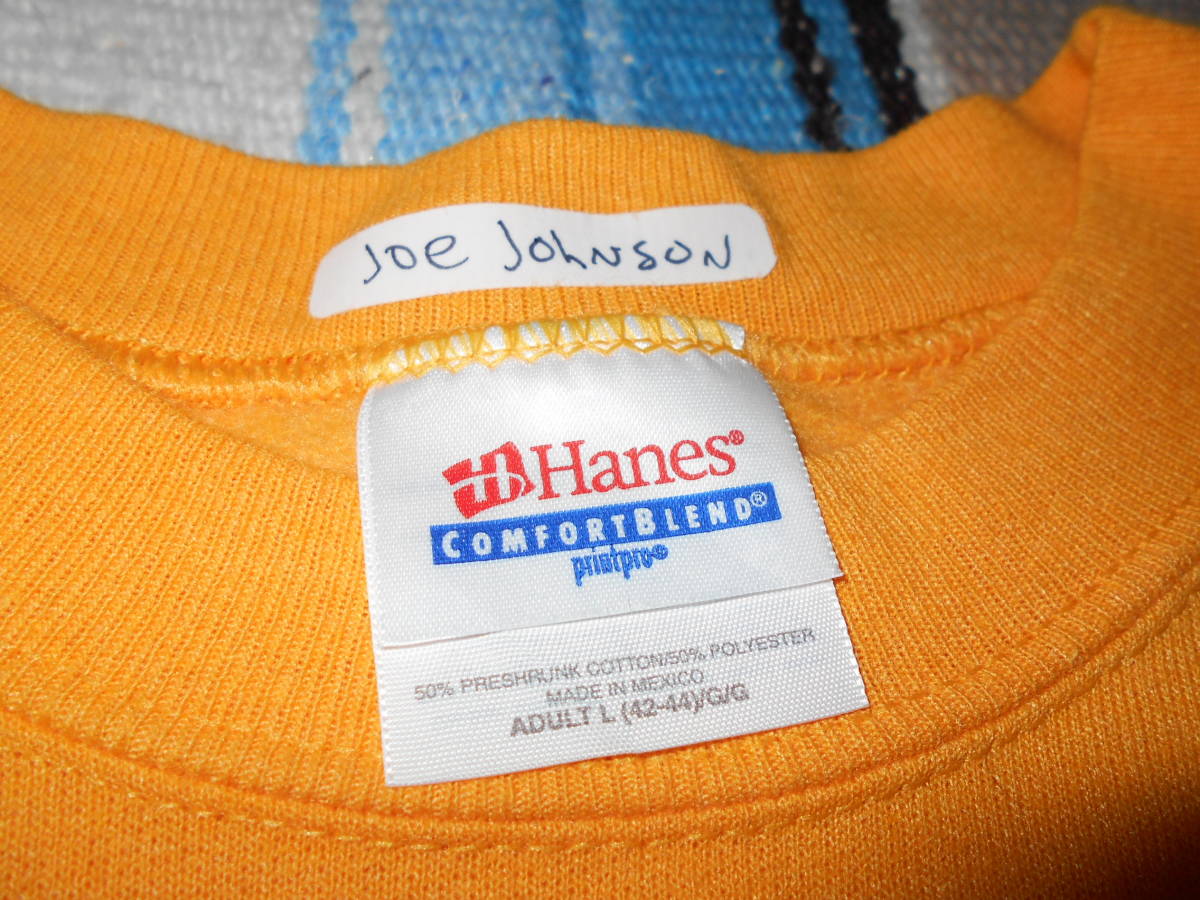 Joe Johnson
Hanes®
COMFORTBLEND®
printpro®
50% PRESHRUNK COTTON/50% POLYESTER
MADE IN MEXICO
ADULT L (42-44)/G/G